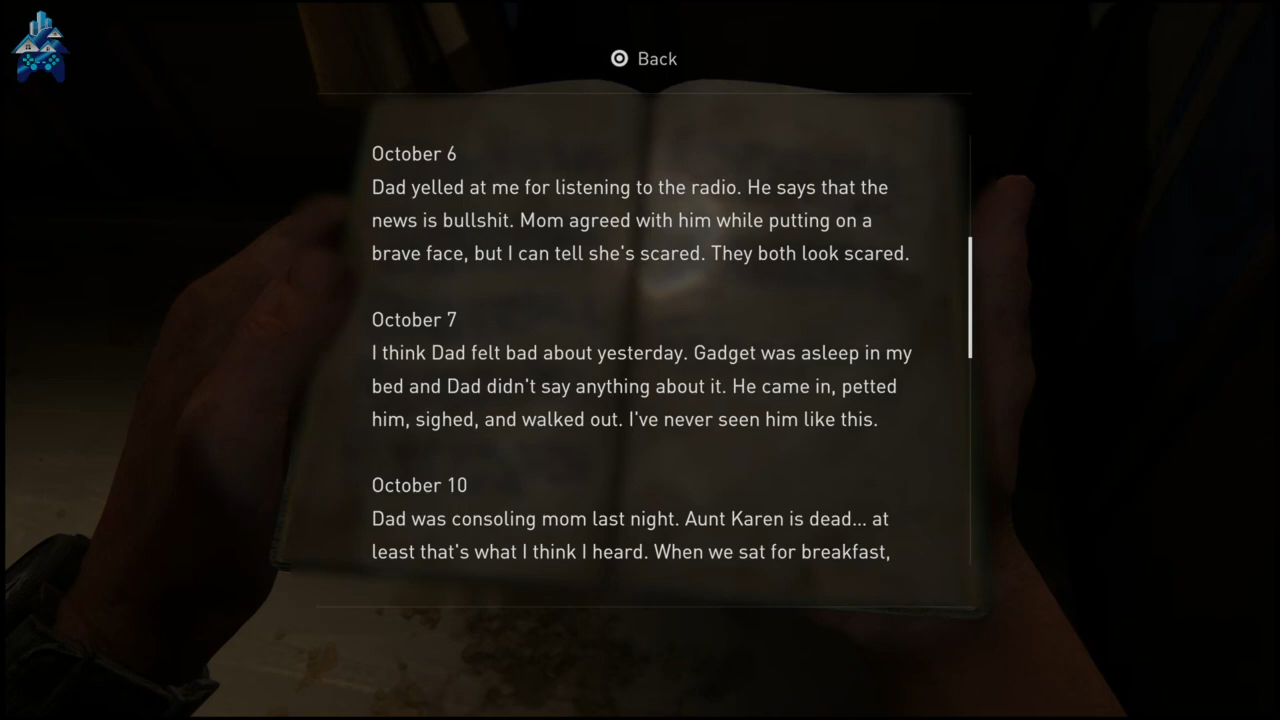 Back
October 6
Dad yelled at me for listening to the radio. He says that the
news is bullshit. Mom agreed with him while putting on a
brave face, but I can tell she's scared. They both look scared.
October 7
I think Dad felt bad about yesterday. Gadget was asleep in my
bed and Dad didn't say anything about it. He came in, petted
him, sighed, and walked out. I've never seen him like this.
October 10
Dad was consoling mom last night. Aunt Karen is dead... at
least that's what I think I heard. When we sat for breakfast,